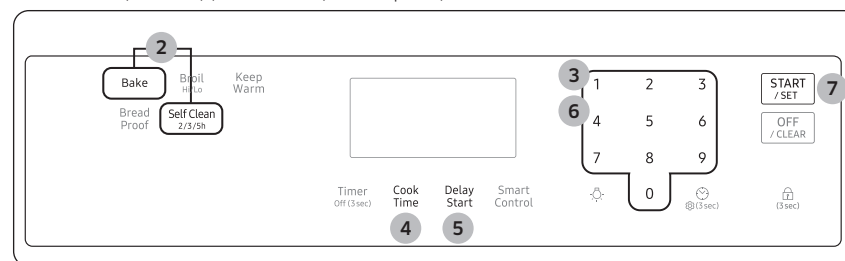 2
Bake
Broil
Hi/Lo
Keep
Warm
Bread
Proof
Self Clean
2/3/5h
Timer
Off (3 sec)
Cook
Time
Delay
Start
Smart
Control
4
5
3
6
1 2 3
4 5 6
7 8 9
0
(3 sec)
START
/ SET
7
OFF
/ CLEAR
(3 sec)